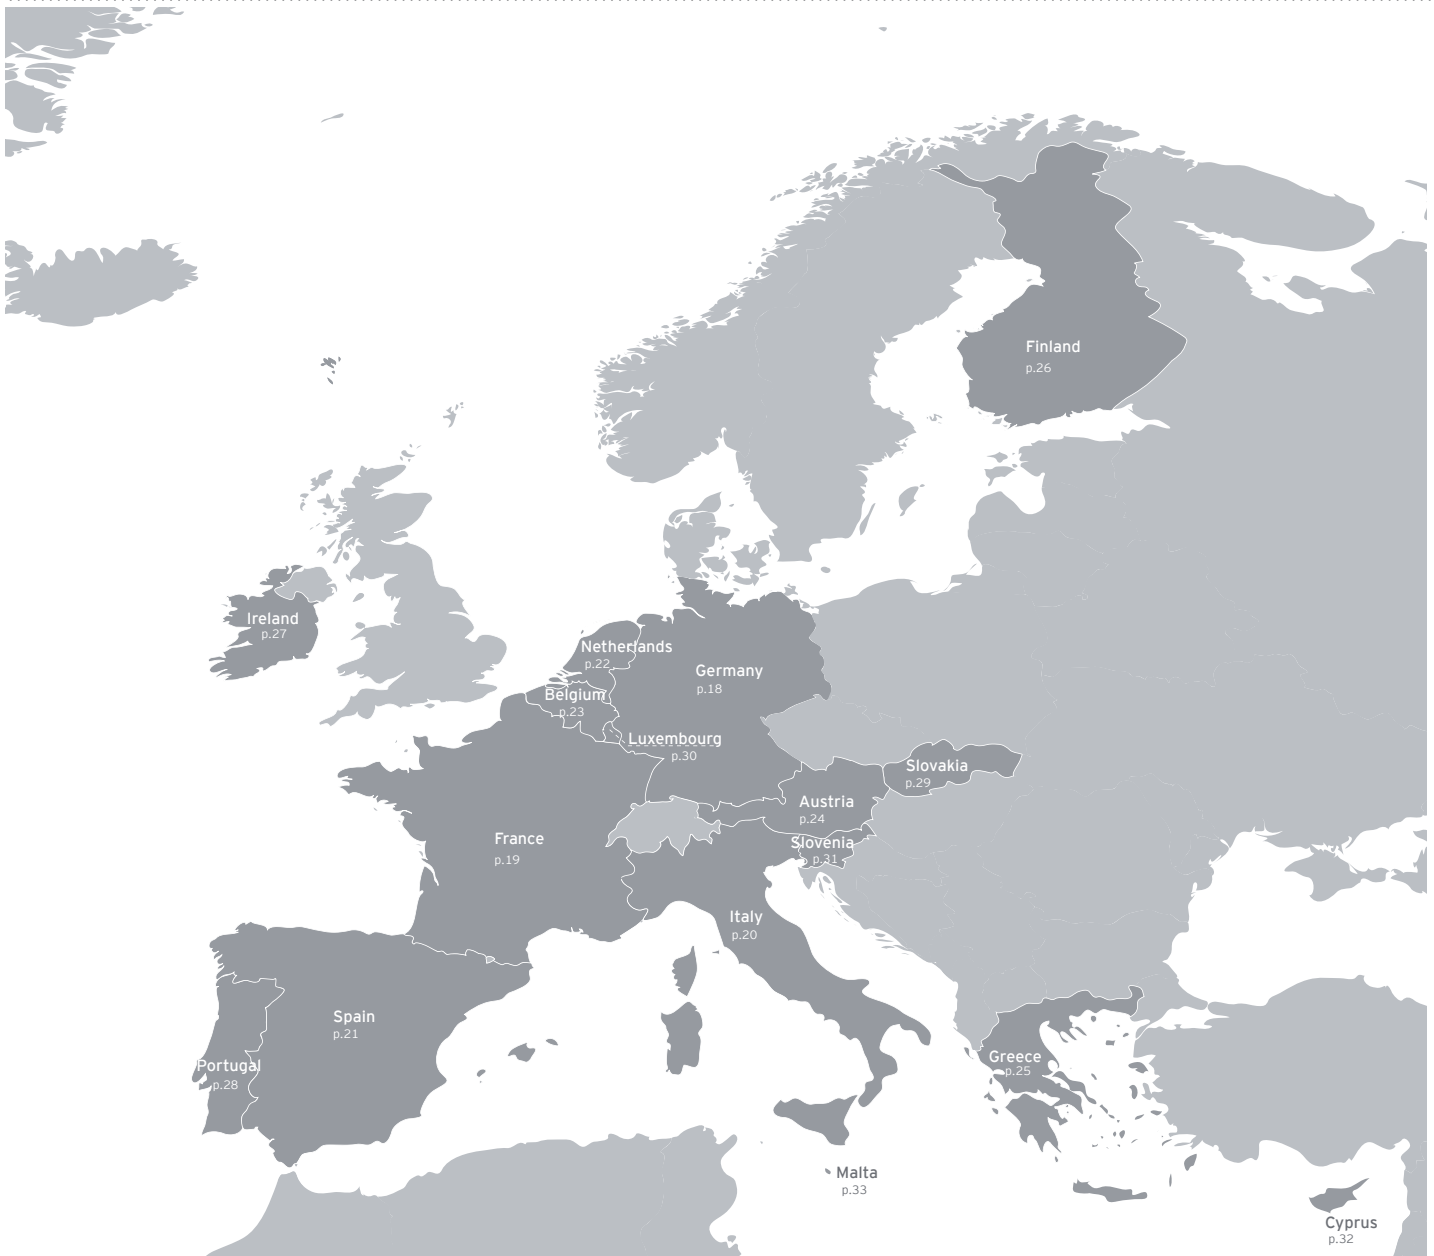 Finland
p.26
Ireland
p.27
Netherlands
p.22
Germany
p.18
Belgium
p.23
Luxembourg
p.30
Slovakia
p.29
Austria
p.24
France
p.19
Slovenia
p.31
Italy
p.20
Spain
p.21
Portugal
p.28
Greece
p.25
Malta
p.33
Cyprus
p.32